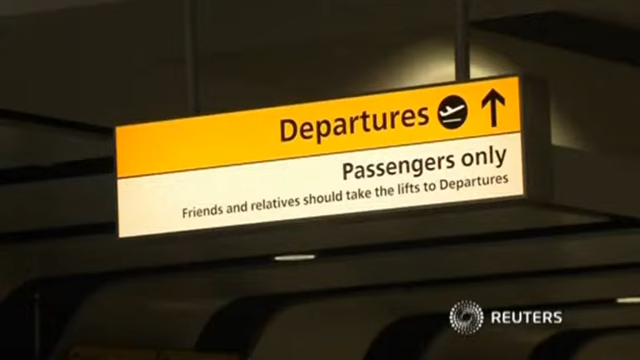 Departures
Passengers only
Friends and relatives should take the lifts to Departures
REUTERS